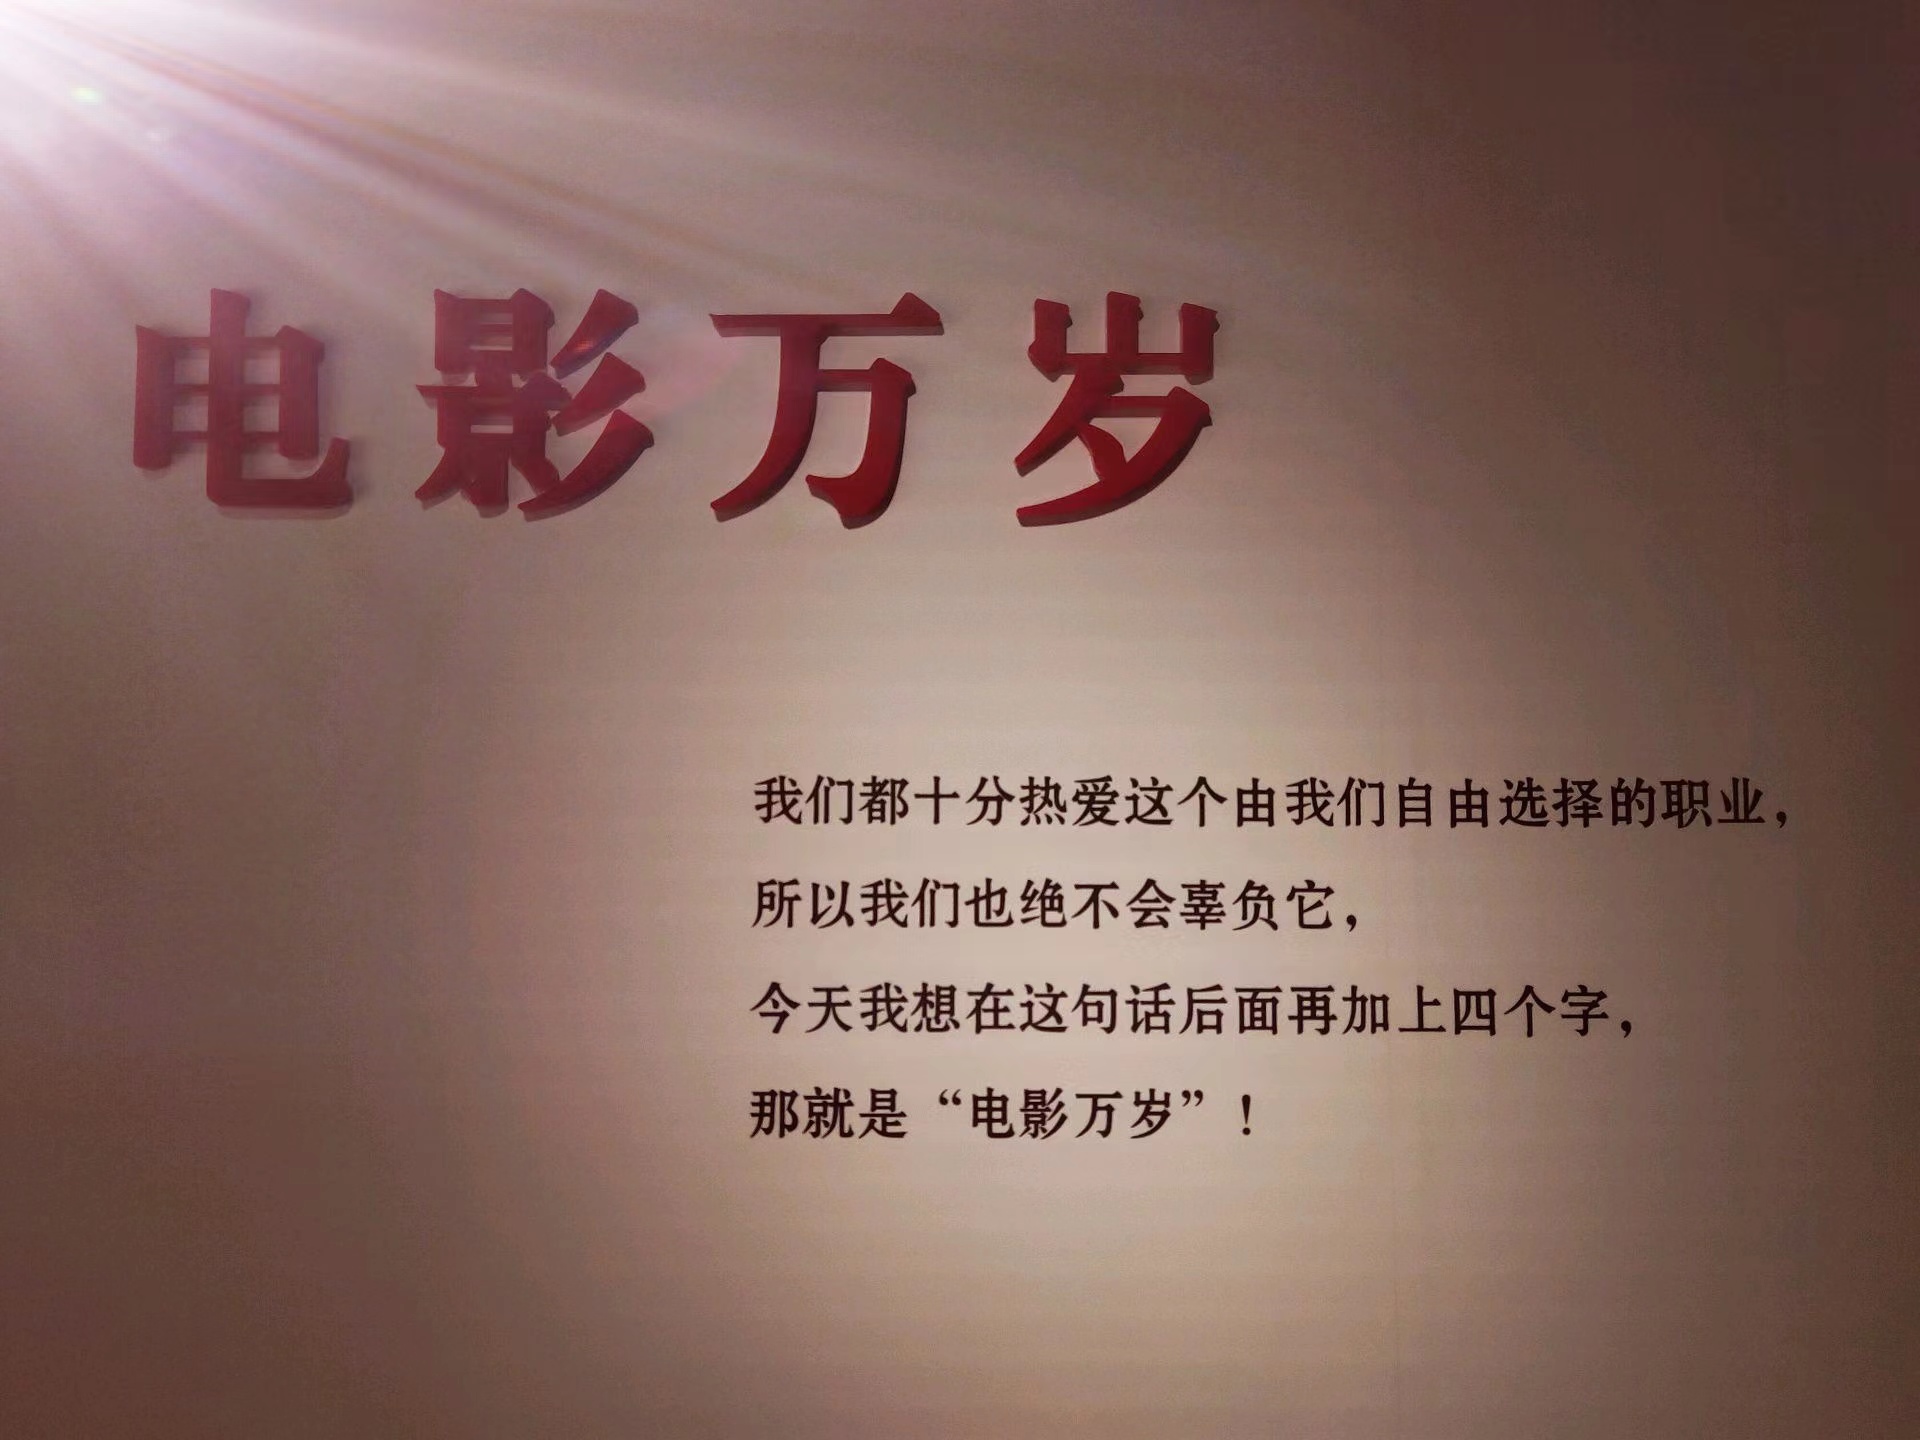 电影万岁
我们都十分热爱这个由我们自由选择的职业，
所以我们也绝不会辜负它，
今天我想在这句话后面再加上四个字，
那就是“电影万岁”！